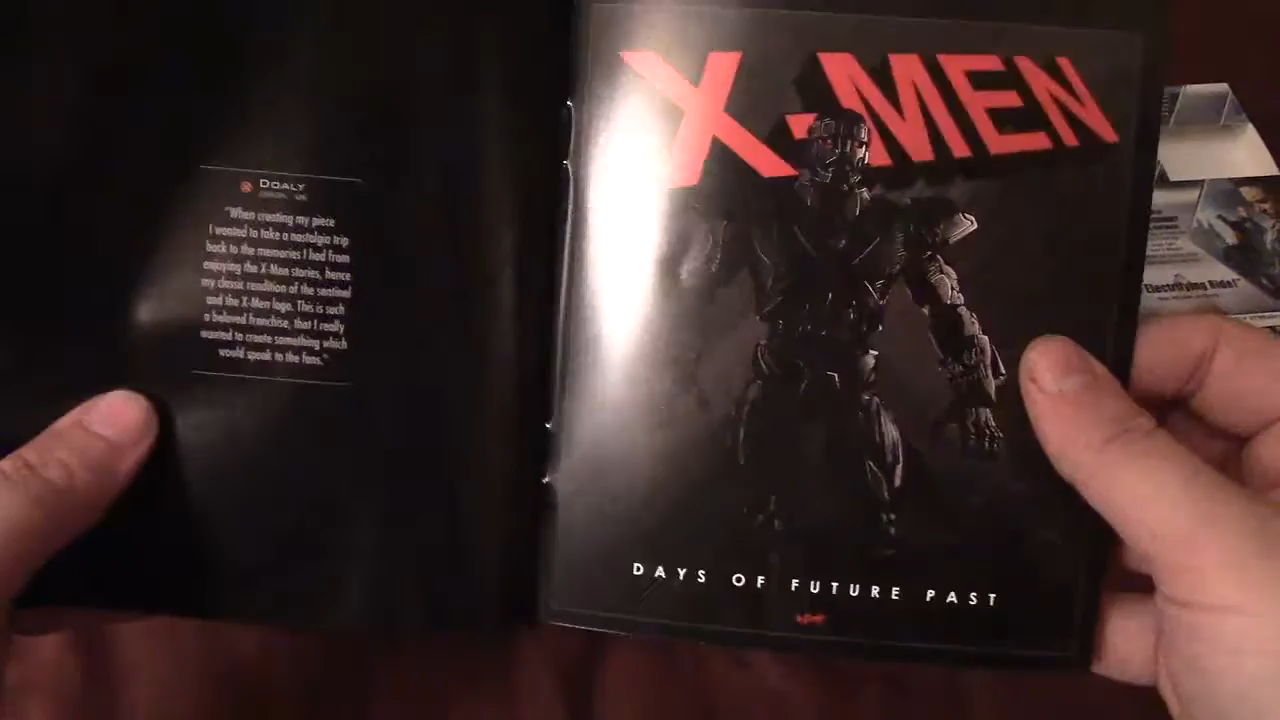 DOALY
"When creating my piece
I wanted to take a nostalgia trip
back to the memories I had from
enjoying the X-Men stories, hence
my classic rendition of the sentinel
and the X-Men logo. This is such
a beloved franchise, that I really
wanted to create something which
would speak to the fans."
X-MEN
DAYS OF FUTURE PAST
"Electrifying Ride!"